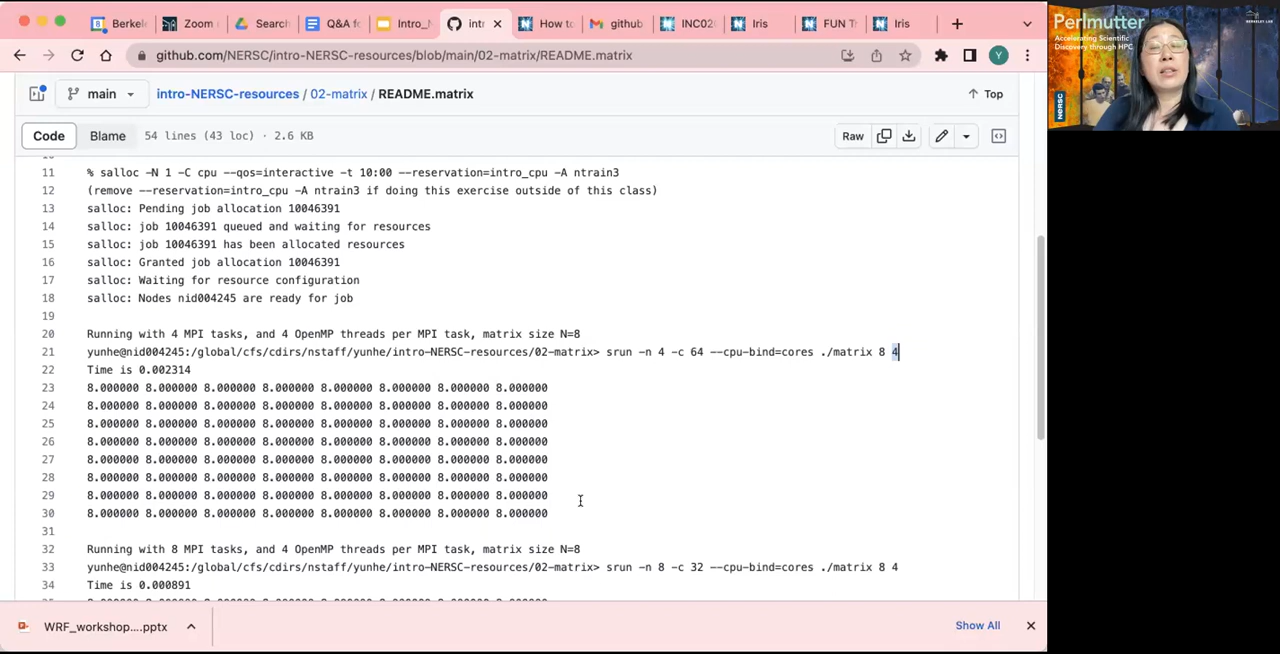 Berkel
Zoom
Search
Q&A fo
Intro_N
intr
How to
github
INC02
Iris
FUN Tr
Iris
github.com/NERSC/intro-NERSC-resources/blob/main/02-matrix/README.matrix
Y
main
intro-NERSC-resources / 02-matrix / README.matrix
Top
Code
Blame
54 lines (43 loc) · 2.6 KB
Raw
11 % salloc -N 1 -C cpu --qos=interactive -t 10:00 --reservation=intro_cpu -A ntrain3
12 (remove --reservation=intro_cpu -A ntrain3 if doing this exercise outside of this class)
13 salloc: Pending job allocation 10046391
14 salloc: job 10046391 queued and waiting for resources
15 salloc: job 10046391 has been allocated resources
16 salloc: Granted job allocation 10046391
17 salloc: Waiting for resource configuration
18 salloc: Nodes nid004245 are ready for job
19
20 Running with 4 MPI tasks, and 4 OpenMP threads per MPI task, matrix size N=8
21 yunhe@nid004245:/global/cfs/cdirs/nstaff/yunhe/intro-NERSC-resources/02-matrix> srun -n 4 -c 64 --cpu-bind=cores ./matrix 8 4
22 Time is 0.002314
23 8.000000 8.000000 8.000000 8.000000 8.000000 8.000000 8.000000 8.000000
24 8.000000 8.000000 8.000000 8.000000 8.000000 8.000000 8.000000 8.000000
25 8.000000 8.000000 8.000000 8.000000 8.000000 8.000000 8.000000 8.000000
26 8.000000 8.000000 8.000000 8.000000 8.000000 8.000000 8.000000 8.000000
27 8.000000 8.000000 8.000000 8.000000 8.000000 8.000000 8.000000 8.000000
28 8.000000 8.000000 8.000000 8.000000 8.000000 8.000000 8.000000 8.000000
29 8.000000 8.000000 8.000000 8.000000 8.000000 8.000000 8.000000 8.000000
30 8.000000 8.000000 8.000000 8.000000 8.000000 8.000000 8.000000 8.000000
31
32 Running with 8 MPI tasks, and 4 OpenMP threads per MPI task, matrix size N=8
33 yunhe@nid004245:/global/cfs/cdirs/nstaff/yunhe/intro-NERSC-resources/02-matrix> srun -n 8 -c 32 --cpu-bind=cores ./matrix 8 4
34 Time is 0.000891
WRF_workshop....pptx
Show All
Perlmutter
Accelerating Scientific
Discovery through HPC
NERSC
BERKELEY LAB